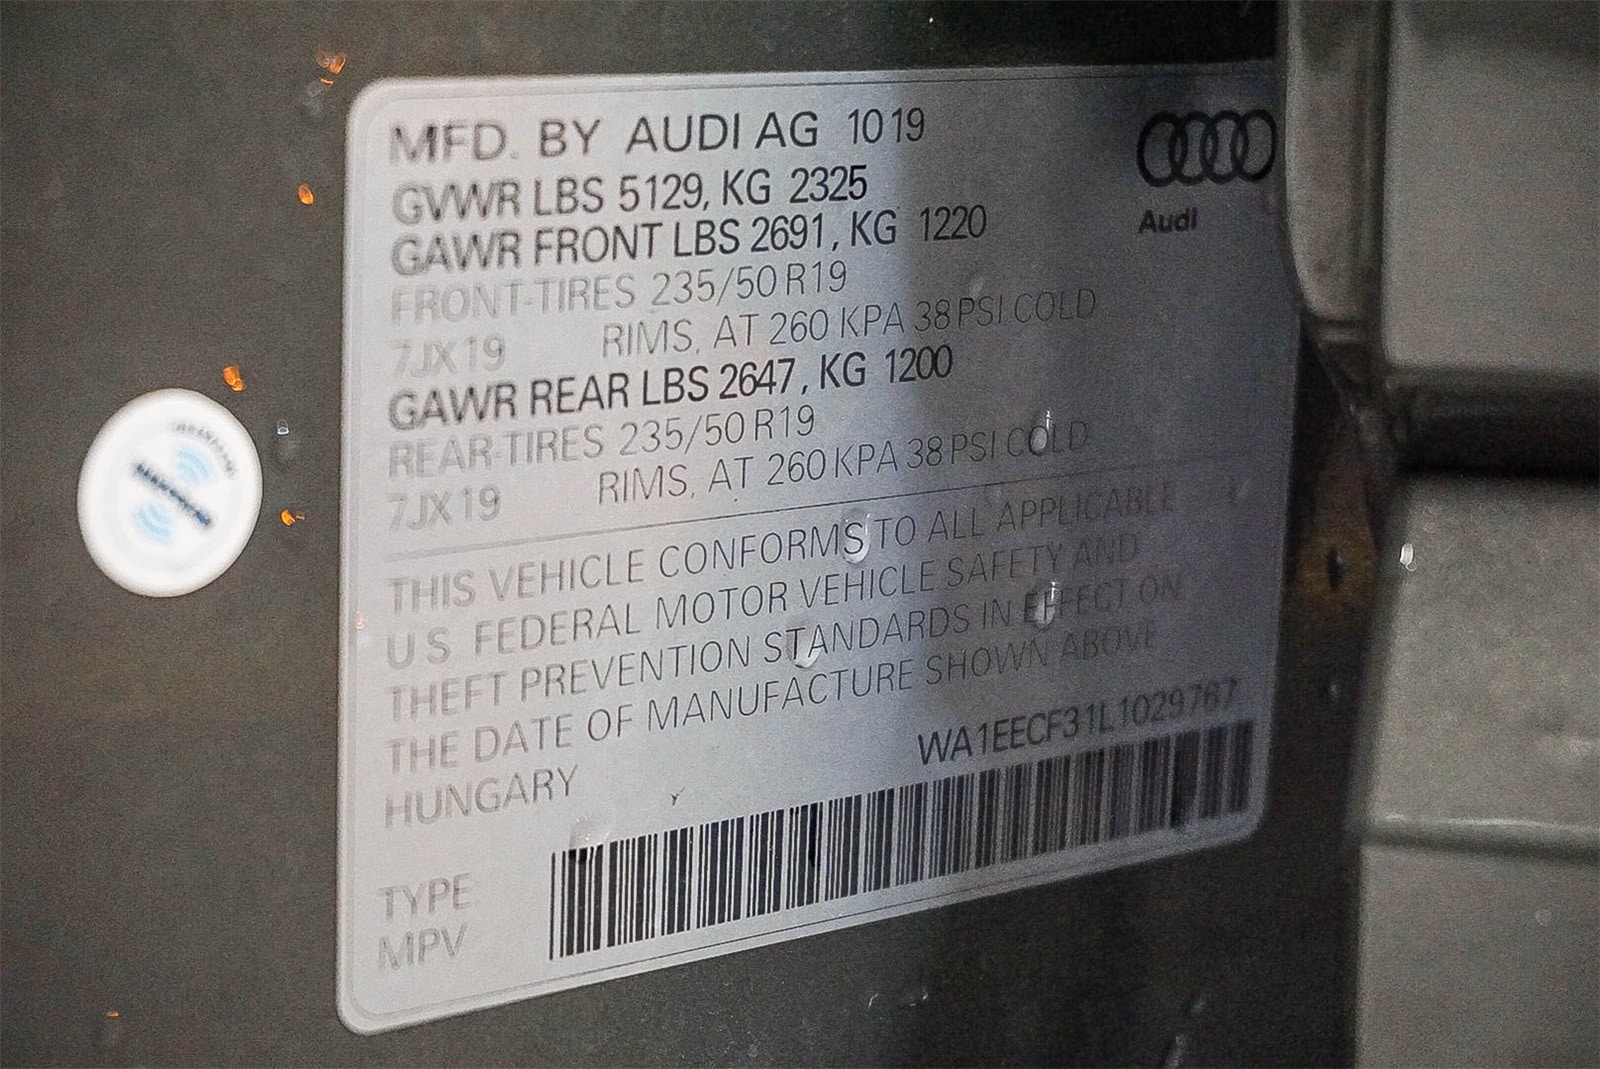 MFD. BY AUDI AG 1019
GVWR LBS 5129, KG 2325
GAWR FRONT LBS 2691, KG 1220
FRONT-TIRES 235/50 R19
7JX19 RIMS, AT 260 KPA 38 PSI COLD
GAWR REAR LBS 2647, KG 1200
REAR-TIRES 235/50 R19
7JX19 RIMS, AT 260 KPA 38 PSI COLD
Audi
THIS VEHICLE CONFORMS TO ALL APPLICABLE
U S FEDERAL MOTOR VEHICLE SAFETY AND
THEFT PREVENTION STANDARDS IN EFFECT ON
THE DATE OF MANUFACTURE SHOWN ABOVE
HUNGARY
WA1EECF31L1029767
TYPE
MPV